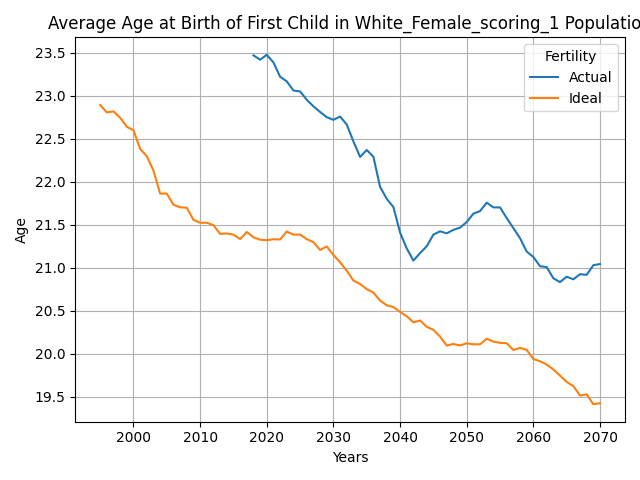 Average Age at Birth of First Child in White_Female_scoring_1 Populatio
Fertility
Actual
Ideal
23.5
23.0
22.5
22.0
21.5
21.0
20.5
20.0
19.5
Age
2000 2010 2020 2030 2040 2050 2060 2070
Years